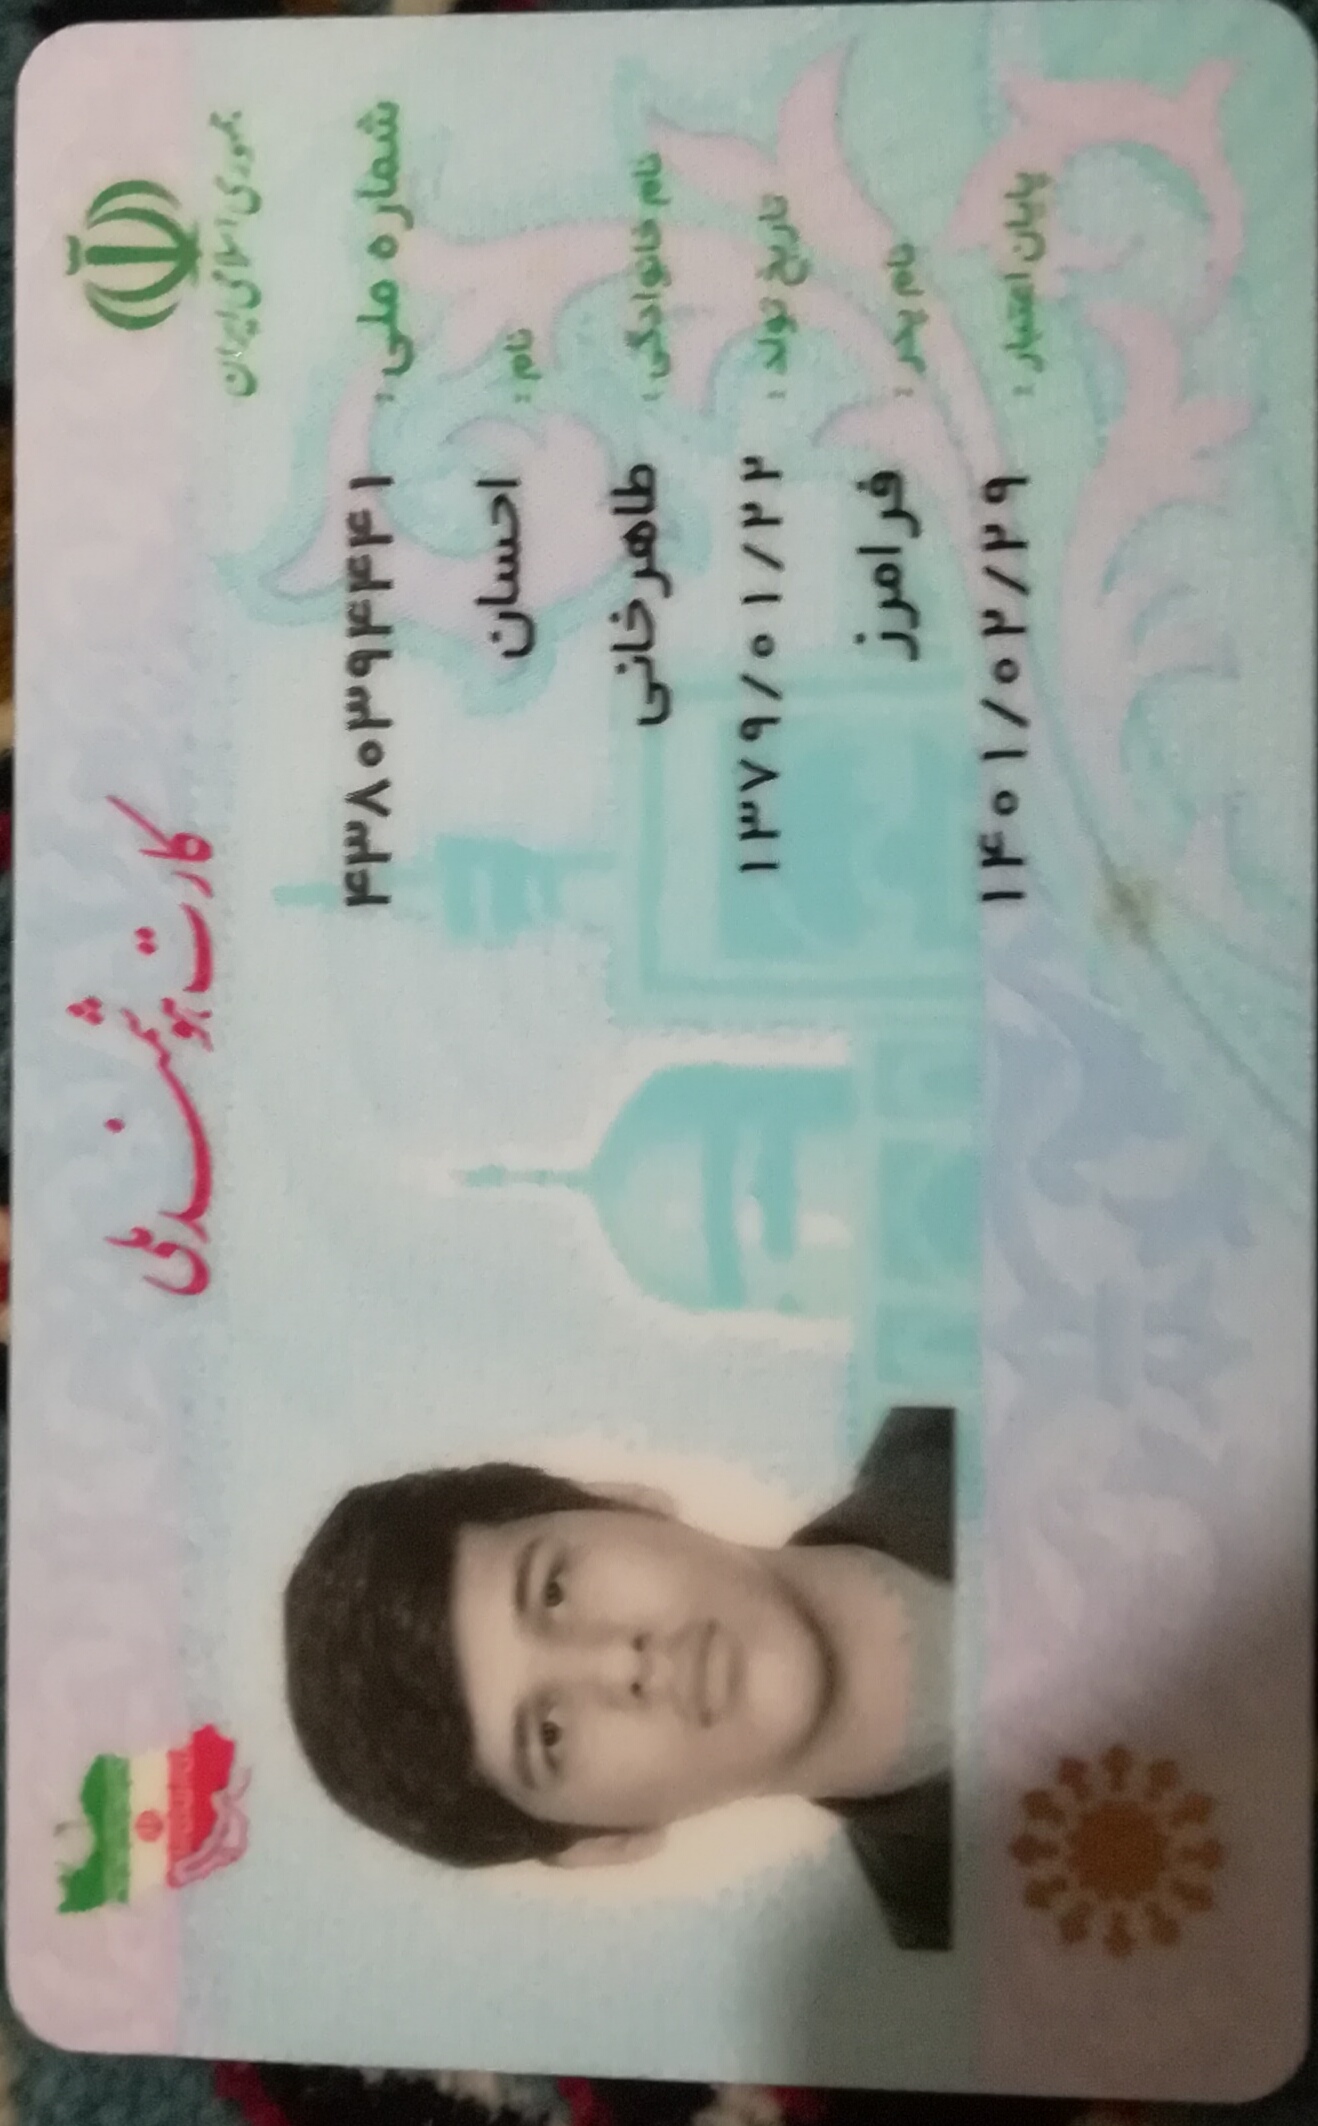 کارت هوشمند ملی
جمهوری اسلامی ایران
شماره ملی : ۴۳۸۰۳۹۴۴۴۱
نام : احسان
نام خانوادگی : طاهرخانی
تاریخ تولد : ۱۳۷۹/۰۱/۲۲
نام پدر : فرامرز
پایان اعتبار : ۱۴۰۱/۰۲/۲۹